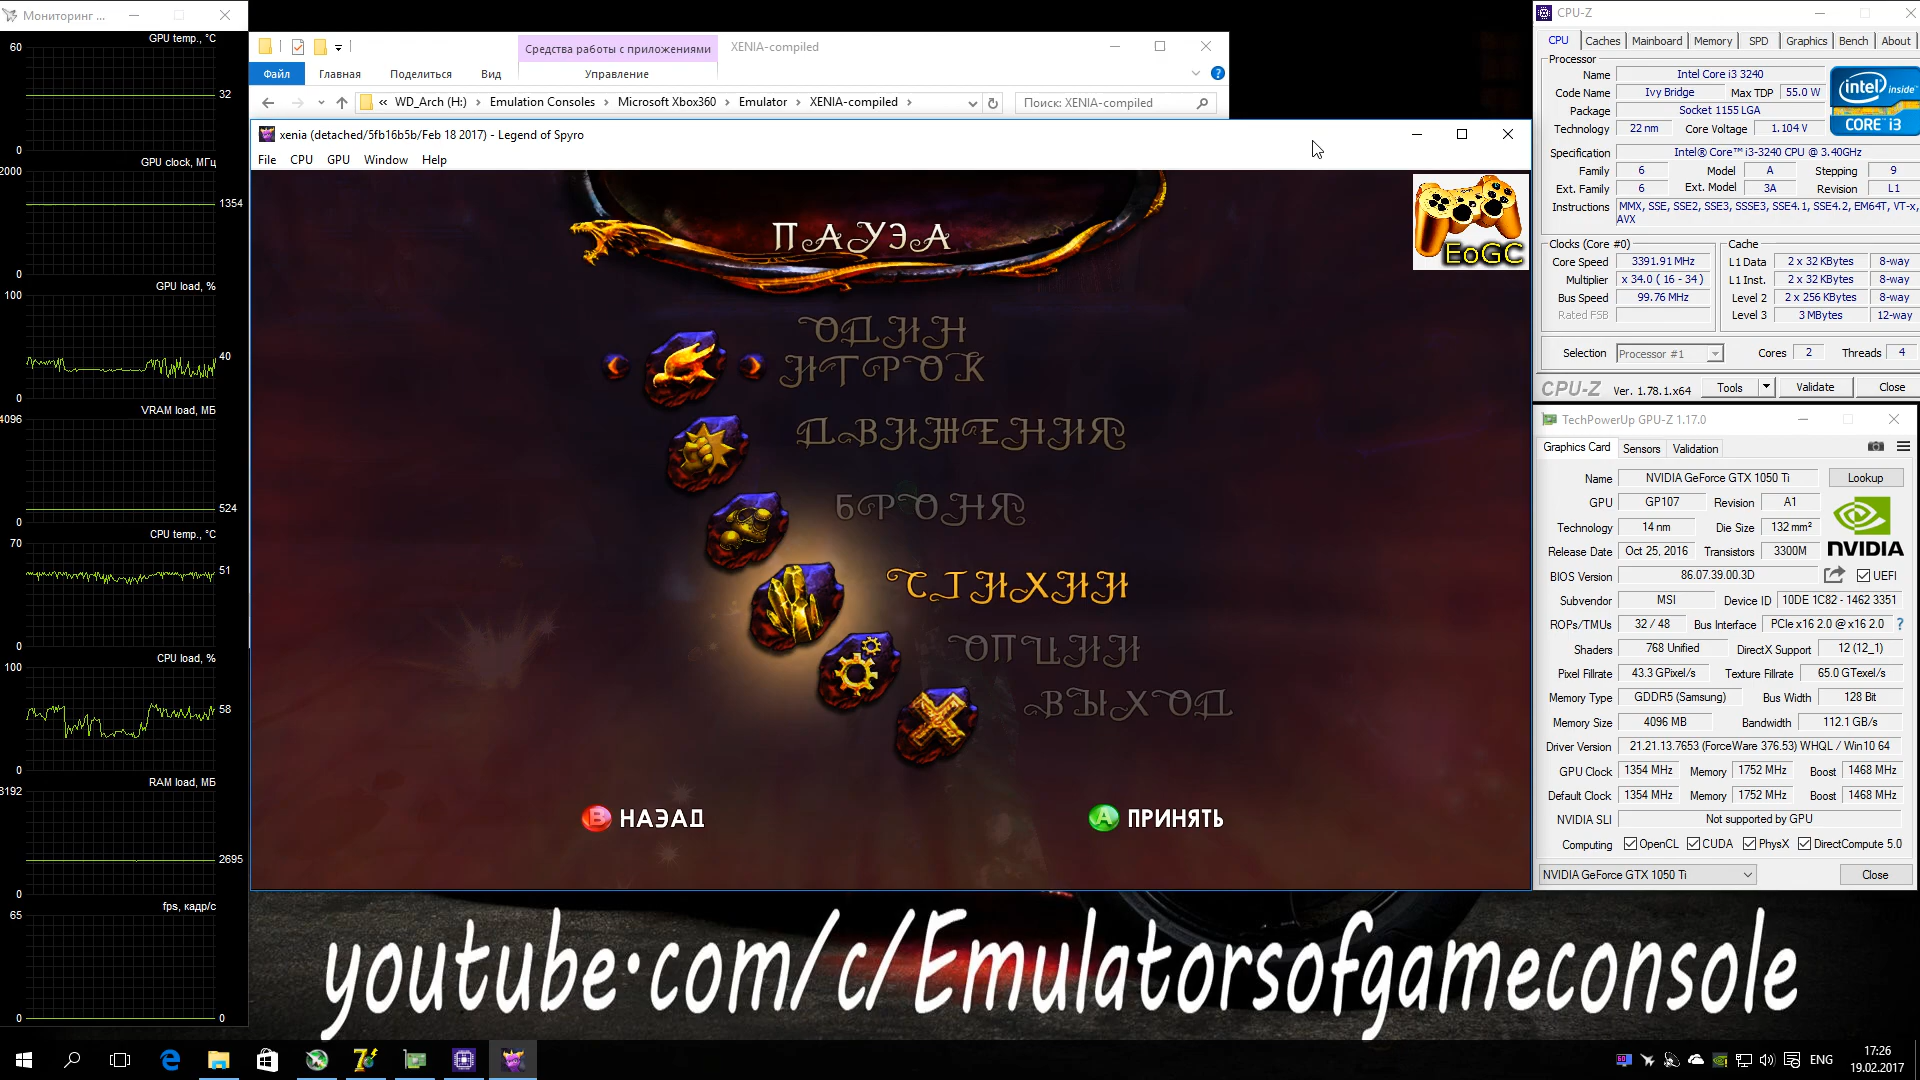 Мониторинг ...
GPU temp., °C
60
32
0
GPU clock, МГц
2000
1354
0
GPU load, %
100
40
0
VRAM load, МБ
4096
524
0
CPU temp., °C
70
51
0
CPU load, %
100
58
0
RAM load, МБ
8192
2695
0
fps, кадр/с
65
0
0
Средства работы с приложениями
XENIA-compiled
Файл
Главная
Поделиться
Вид
Управление
« WD_Arch (H:) > Emulation Consoles > Microsoft Xbox360 > Emulator > XENIA-compiled >
Поиск: XENIA-compiled
xenia (detached/5fb16b5b/Feb 18 2017) - Legend of Spyro
File CPU GPU Window Help
ПАУЗА
EoGC
ОДИН
ИГРОК
ДВИЖЕНИЯ
БРОНЯ
СТИХИИ
ОПЦИИ
ВЫХОД
B НАЗАД
A ПРИНЯТЬ
CPU-Z
CPU Caches Mainboard Memory SPD Graphics Bench About
Processor
Name Intel Core i3 3240
Code Name Ivy Bridge Max TDP 55.0 W
Package Socket 1155 LGA
Technology 22 nm Core Voltage 1.104 V
intel inside™
CORE i3
Specification Intel® Core™ i3-3240 CPU @ 3.40GHz
Family 6 Model A Stepping 9
Ext. Family 6 Ext. Model 3A Revision L1
Instructions MMX, SSE, SSE2, SSE3, SSSE3, SSE4.1, SSE4.2, EM64T, VT-x,
AVX
Clocks (Core #0)
Core Speed 3391.91 MHz
Multiplier x 34.0 ( 16 - 34 )
Bus Speed 99.76 MHz
Rated FSB
Cache
L1 Data 2 x 32 KBytes 8-way
L1 Inst. 2 x 32 KBytes 8-way
Level 2 2 x 256 KBytes 8-way
Level 3 3 MBytes 12-way
Selection Processor #1 Cores 2 Threads 4
CPU-Z Ver. 1.78.1.x64 Tools Validate Close
TechPowerUp GPU-Z 1.17.0
Graphics Card Sensors Validation
Name NVIDIA GeForce GTX 1050 Ti Lookup
GPU GP107 Revision A1
Technology 14 nm Die Size 132 mm²
Release Date Oct 25, 2016 Transistors 3300M
NVIDIA
BIOS Version 86.07.39.00.3D UEFI
Subvendor MSI Device ID 10DE 1C82 - 1462 3351
ROPs/TMUs 32 / 48 Bus Interface PCIe x16 2.0 @ x16 2.0 ?
Shaders 768 Unified DirectX Support 12 (12_1)
Pixel Fillrate 43.3 GPixel/s Texture Fillrate 65.0 GTexel/s
Memory Type GDDR5 (Samsung) Bus Width 128 Bit
Memory Size 4096 MB Bandwidth 112.1 GB/s
Driver Version 21.21.13.7653 (ForceWare 376.53) WHQL / Win10 64
GPU Clock 1354 MHz Memory 1752 MHz Boost 1468 MHz
Default Clock 1354 MHz Memory 1752 MHz Boost 1468 MHz
NVIDIA SLI Not supported by GPU
Computing OpenCL CUDA PhysX DirectCompute 5.0
NVIDIA GeForce GTX 1050 Ti Close
youtube.com/c/Emulatorsofgameconsole
ENG
17:26
19.02.2017